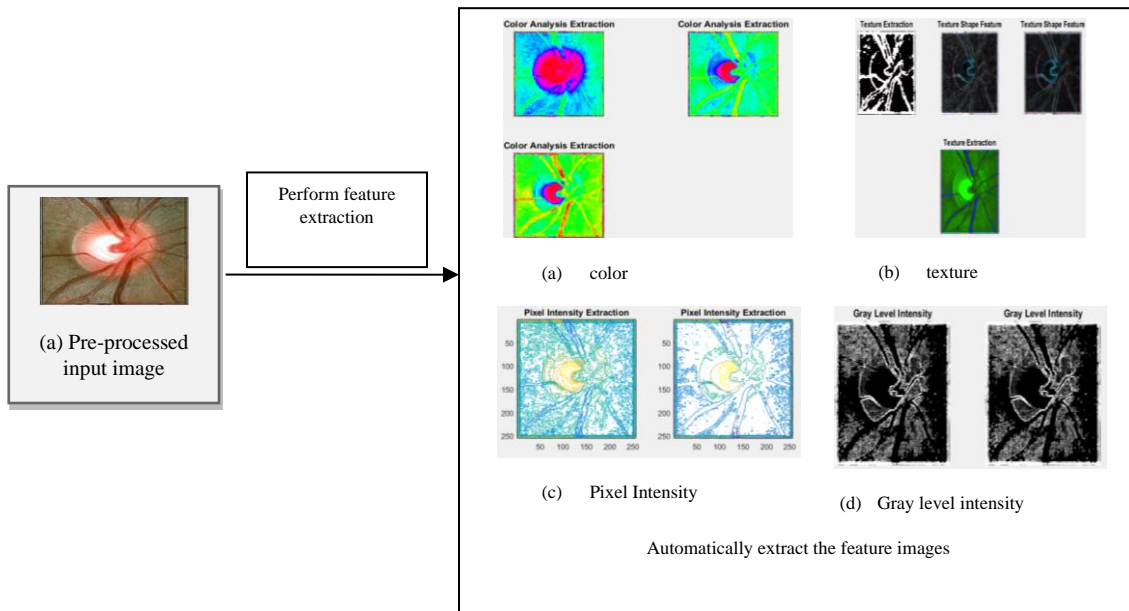 (a) Pre-processed
input image
Perform feature
extraction
Color Analysis Extraction
Color Analysis Extraction
Color Analysis Extraction
(a) color
Texture Extraction
Texture Shape Feature
Texture Shape Feature
Texture Extraction
(b) texture
Pixel Intensity Extraction
50
100
150
200
250
50 100 150 200 250
Pixel Intensity Extraction
50
100
150
200
250
50 100 150 200 250
(c) Pixel Intensity
Gray Level Intensity
Gray Level Intensity
(d) Gray level intensity
Automatically extract the feature images